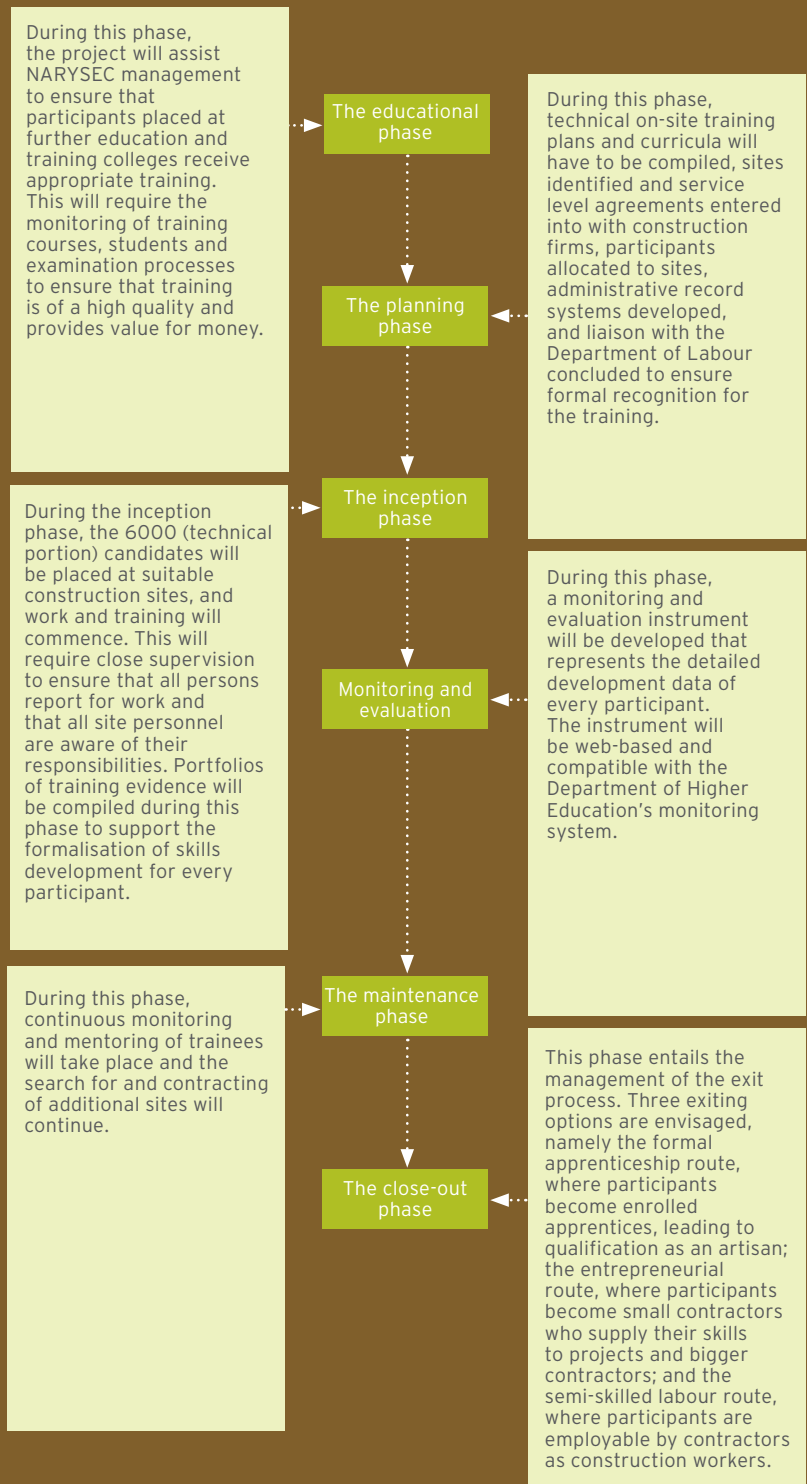 During this phase,
the project will assist
NARYSEC management
to ensure that
participants placed at
further education and
training colleges receive
appropriate training.
This will require the
monitoring of training
courses, students and
examination processes
to ensure that training
is of a high quality and
provides value for money.
The educational
phase
During this phase,
technical on-site training
plans and curricula will
have to be compiled, sites
identified and service
level agreements entered
into with construction
firms, participants
allocated to sites,
administrative record
systems developed,
and liaison with the
Department of Labour
concluded to ensure
formal recognition for
the training.
The planning
phase
During the inception
phase, the 6000 (technical
portion) candidates will
be placed at suitable
construction sites, and
work and training will
commence. This will
require close supervision
to ensure that all persons
report for work and
that all site personnel
are aware of their
responsibilities. Portfolios
of training evidence will
be compiled during this
phase to support the
formalisation of skills
development for every
participant.
The inception
phase
During this phase,
a monitoring and
evaluation instrument
will be developed that
represents the detailed
development data of
every participant.
The instrument will
be web-based and
compatible with the
Department of Higher
Education’s monitoring
system.
Monitoring and
evaluation
During this phase,
continuous monitoring
and mentoring of trainees
will take place and the
search for and contracting
of additional sites will
continue.
The maintenance
phase
This phase entails the
management of the exit
process. Three exiting
options are envisaged,
namely the formal
apprenticeship route,
where participants
become enrolled
apprentices, leading to
qualification as an artisan;
the entrepreneurial
route, where participants
become small contractors
who supply their skills
to projects and bigger
contractors; and the
semi-skilled labour route,
where participants are
employable by contractors
as construction workers.
The close-out
phase